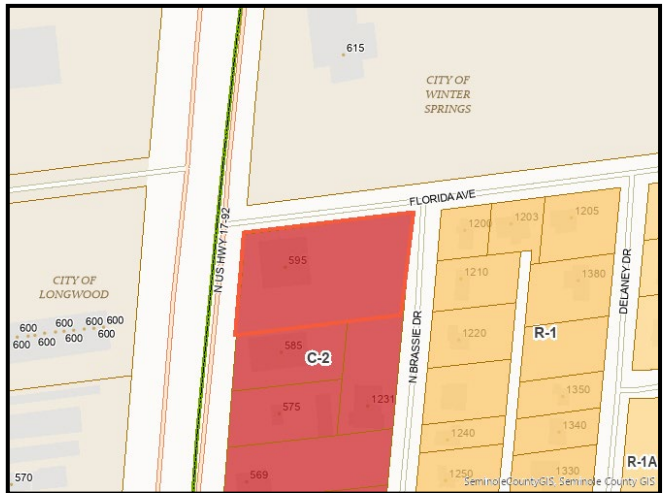 615
CITY OF
WINTER
SPRINGS
FLORIDA AVE
N US HWY 17-92
595
CITY OF
LONGWOOD
600 600 600 600
600 600 600 600
585
C-2
575
1231
569
570
N BRASSIE DR
1200
1203
1205
1210
1380
DELANEY DR
1220
R-1
1350
1240
1340
1250
1330
R-1A
SeminoleCountyGIS, Seminole County GIS